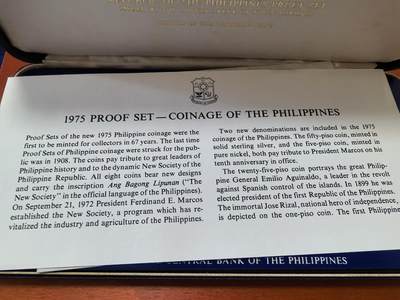 OF THE PHILIPPINES PROOF SET
1975 PROOF SET — COINAGE OF THE PHILIPPINES
Proof Sets of the new 1975 Philippine coinage were the
first to be minted for collectors in 67 years. The last time
Proof Sets of Philippine coinage were struck for the pub-
lic was in 1908. The coins pay tribute to great leaders of
Philippine history and to the dynamic New Society of the
Philippine Republic. All eight coins bear new designs
and carry the inscription Ang Bagong Lipunan ("The
New Society") in the official language of the Philippines.
On September 21, 1972 President Ferdinand E. Marcos
established the New Society, a program which has re-
vitalized the industry and agriculture of the Philippines.
Two new denominations are included in the 1975
coinage of the Philippines. The fifty-piso coin, minted in
solid sterling silver, and the five-piso coin, minted in
pure nickel, both pay tribute to President Marcos on his
tenth anniversary in office.
The twenty-five-piso coin portrays the great Philip-
pine General Emilio Aguinaldo, a leader in the revolt
against Spanish control of the islands. In 1899 he was
elected president of the first Republic of the Philippines.
The immortal Jose Rizal, national hero of independence,
is depicted on the one-piso coin. The first Philippine
CENTRAL BANK OF THE PHILIPPINES